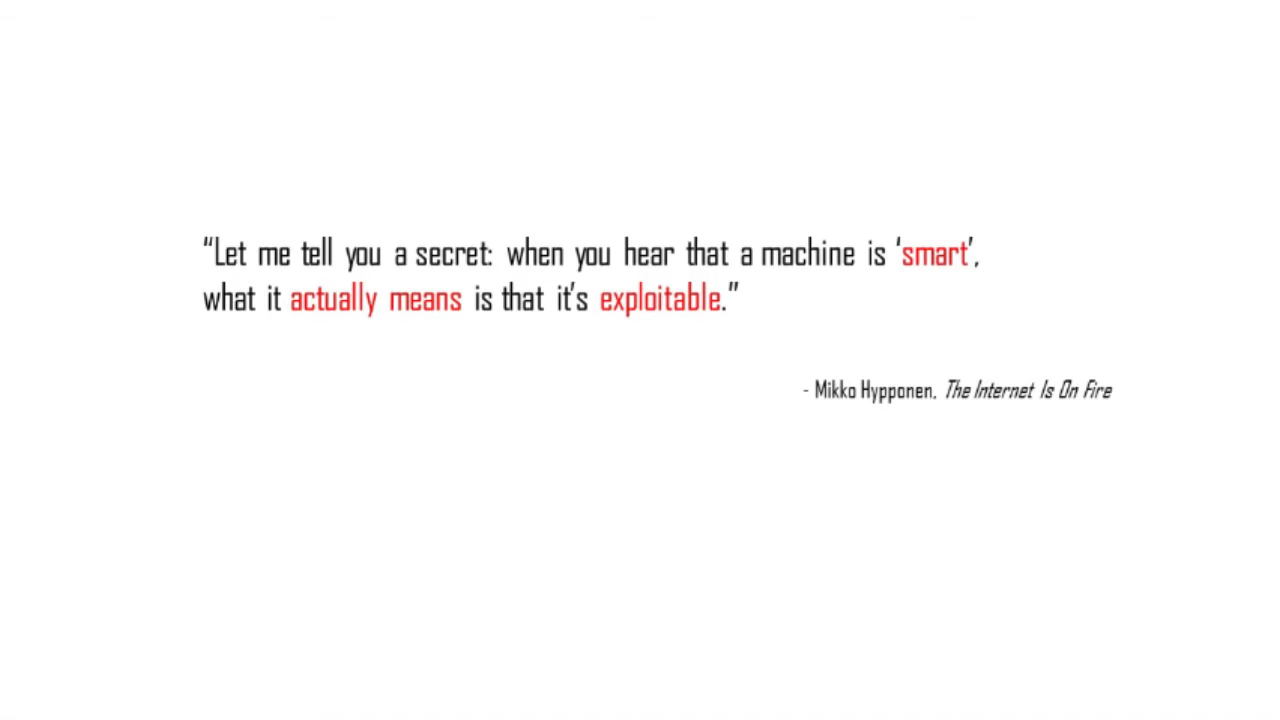 “Let me tell you a secret: when you hear that a machine is ‘smart’,
what it actually means is that it’s exploitable.”
- Mikko Hypponen, The Internet Is On Fire